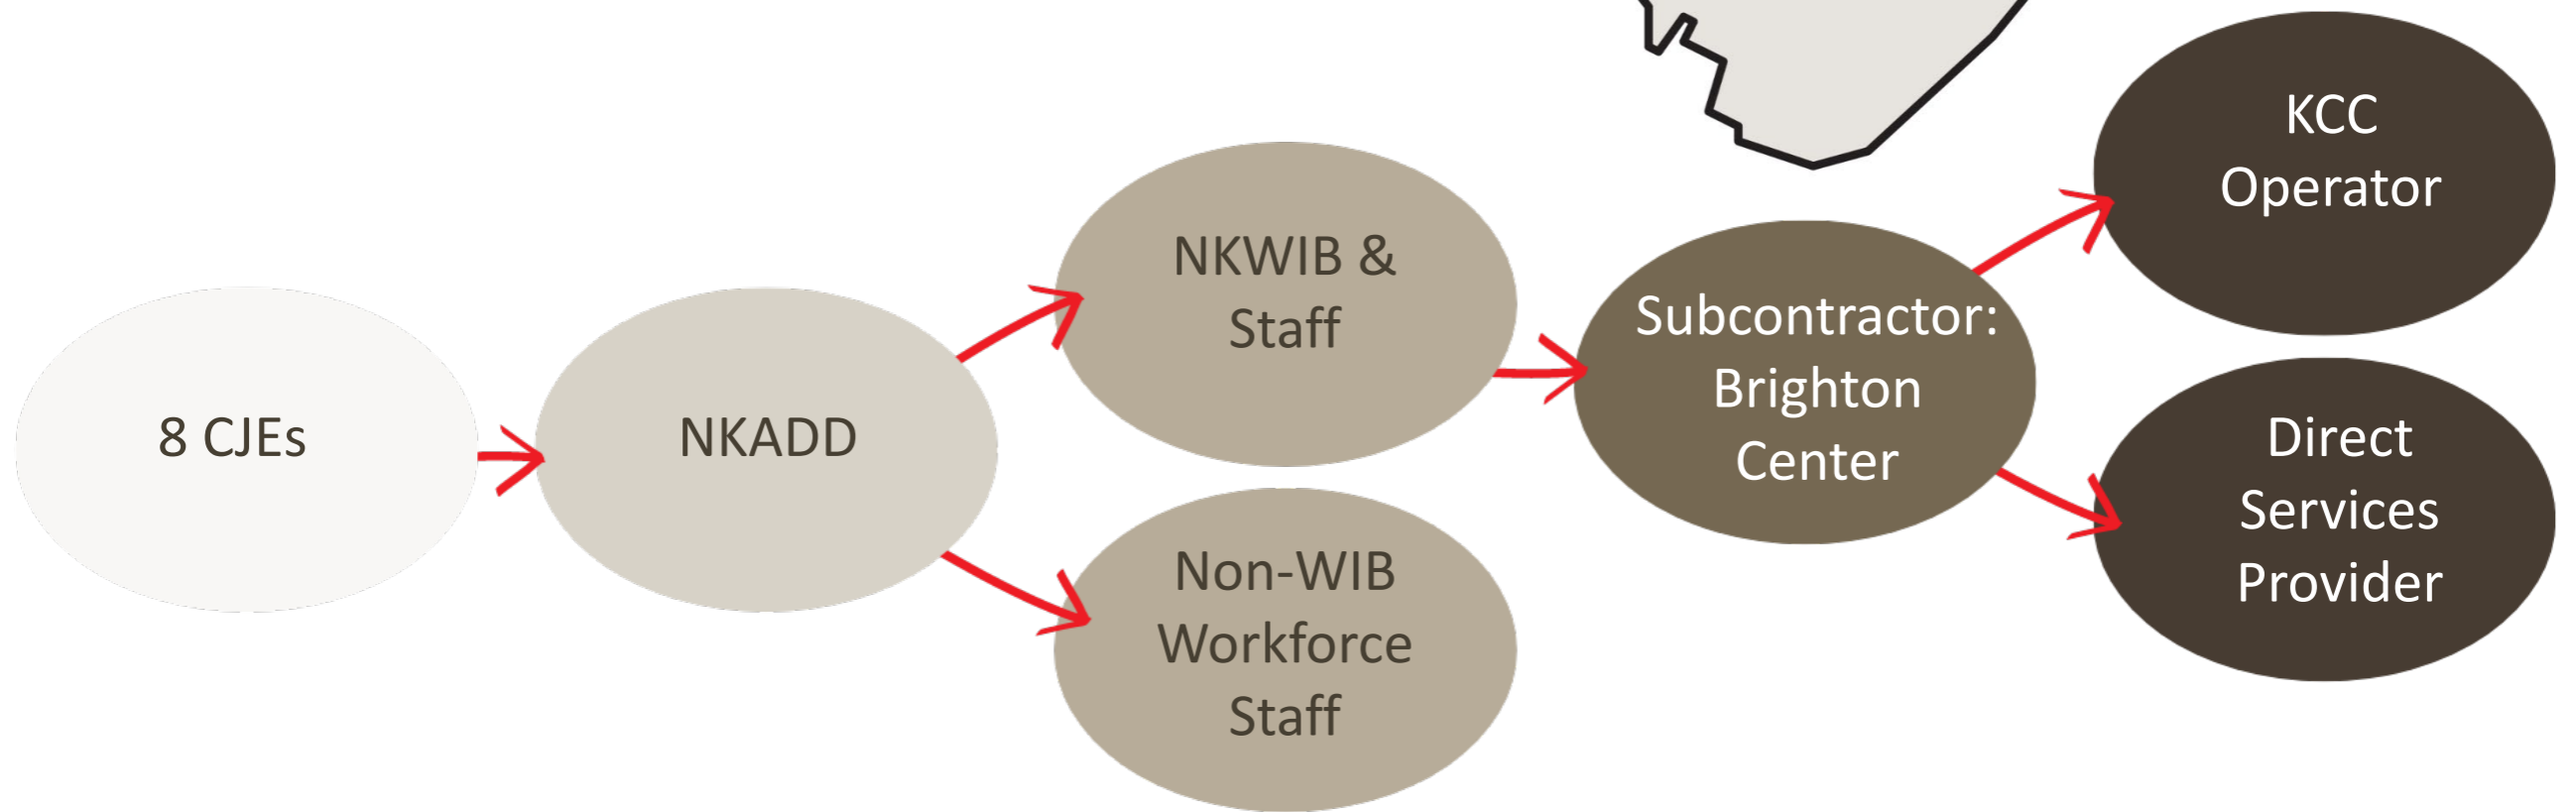 8 CJEs
NKADD
NKWIB &
Staff
Non-WIB
Workforce
Staff
Subcontractor:
Brighton
Center
KCC
Operator
Direct
Services
Provider